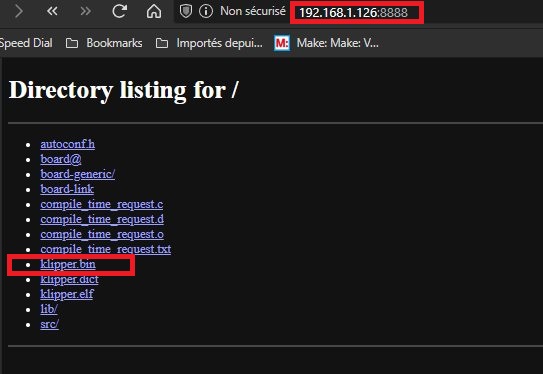 Non sécurisé 192.168.1.126:8888
Speed Dial Bookmarks Importés depuis... M: Make: Make: V...
Directory listing for /
autoconf.h
board@
board-generic/
board-link
compile_time_request.c
compile_time_request.d
compile_time_request.o
compile_time_request.txt
klipper.bin
klipper.dict
klipper.elf
lib/
src/